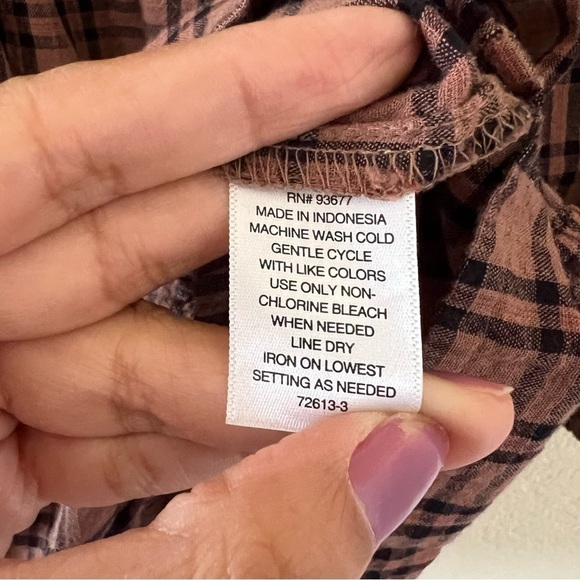 RN# 93677
MADE IN INDONESIA
MACHINE WASH COLD
GENTLE CYCLE
WITH LIKE COLORS
USE ONLY NON-
CHLORINE BLEACH
WHEN NEEDED
LINE DRY
IRON ON LOWEST
SETTING AS NEEDED
72613-3